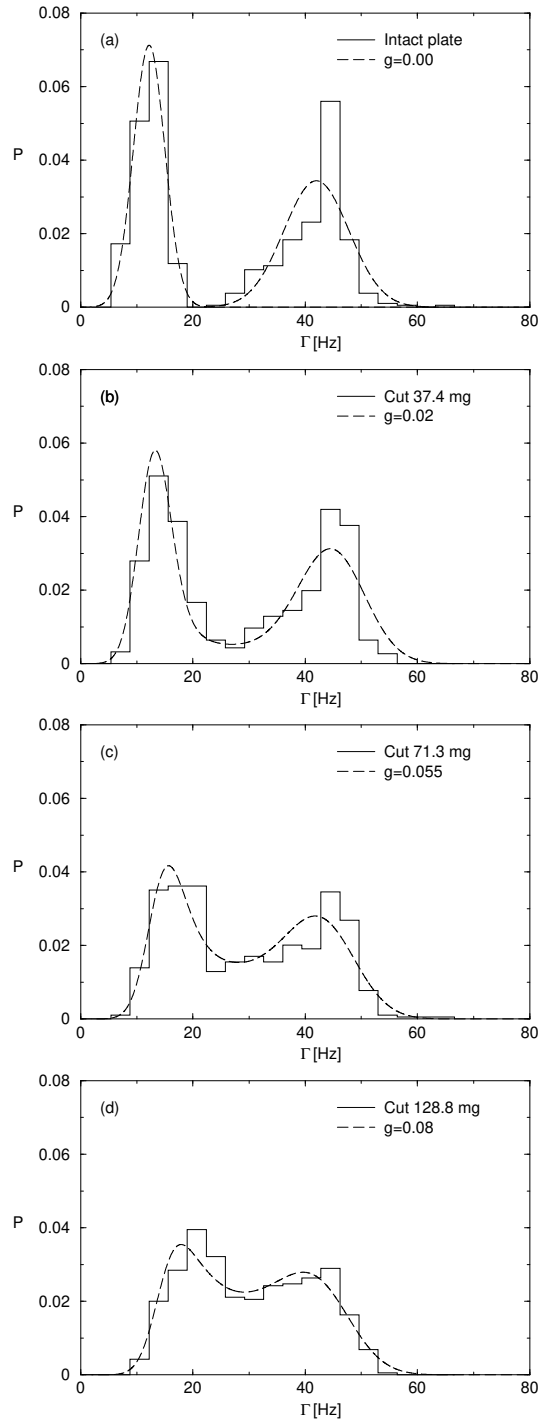 0.08
(a)
Intact plate
g=0.00
0.06
P
0.04
0.02
0
0 20 40 60 80
Γ [Hz]
0.08
(b)
Cut 37.4 mg
g=0.02
0.06
P
0.04
0.02
0
0 20 40 60 80
Γ [Hz]
0.08
(c)
Cut 71.3 mg
g=0.055
0.06
P
0.04
0.02
0
0 20 40 60 80
Γ [Hz]
0.08
(d)
Cut 128.8 mg
g=0.08
0.06
P
0.04
0.02
0
0 20 40 60 80
Γ [Hz]